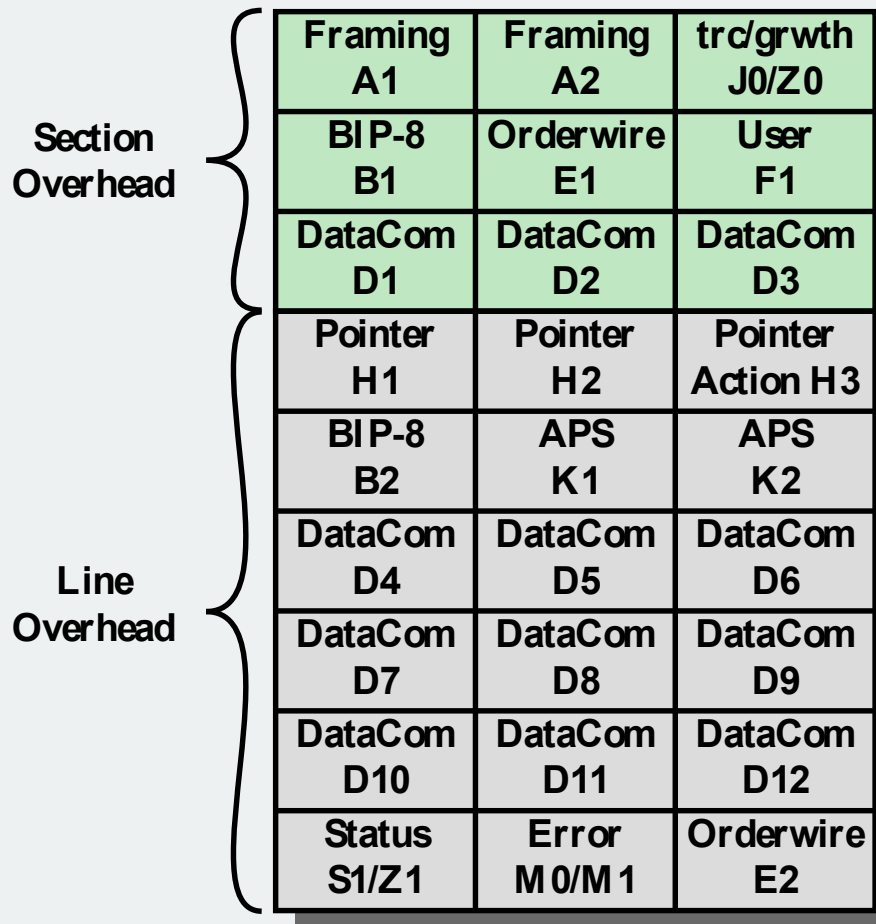 Framing Framing trc/grwth
A1 A2 J0/Z0
Section
Overhead
BIP-8 Orderwire User
B1 E1 F1
DataCom DataCom DataCom
D1 D2 D3
Pointer Pointer Pointer
H1 H2 Action H3
BIP-8 APS APS
B2 K1 K2
DataCom DataCom DataCom
D4 D5 D6
Line
Overhead
DataCom DataCom DataCom
D7 D8 D9
DataCom DataCom DataCom
D10 D11 D12
Status Error Orderwire
S1/Z1 M0/M1 E2